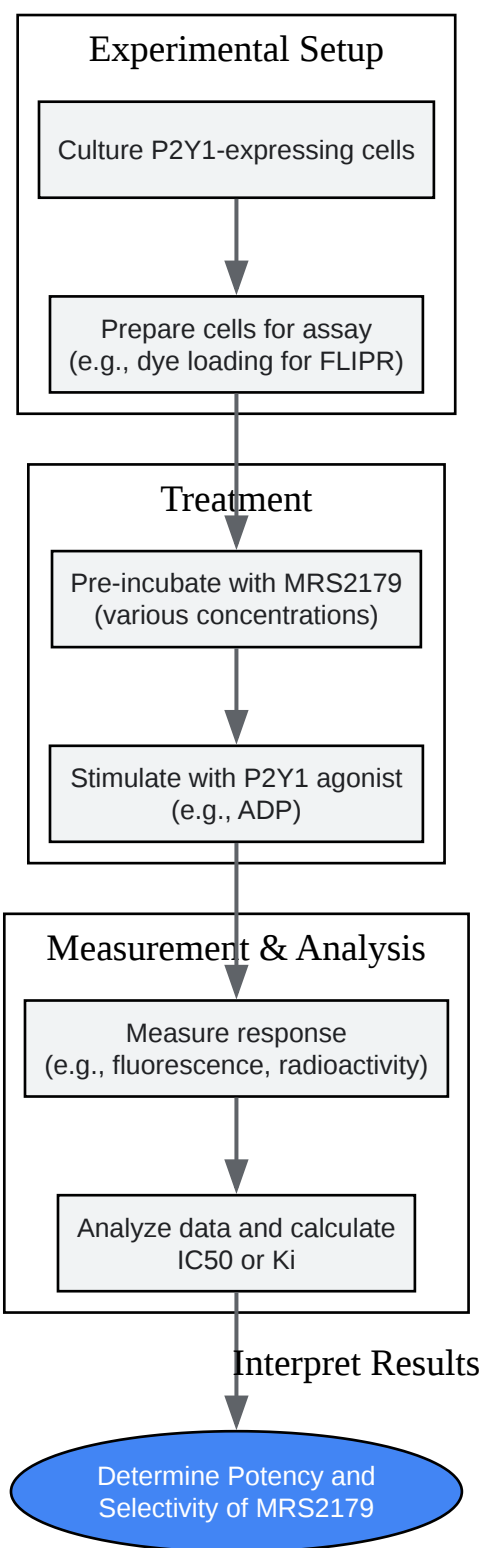 Experimental Setup
Culture P2Y1-expressing cells
Prepare cells for assay
(e.g., dye loading for FLIPR)
Treatment
Pre-incubate with MRS2179
(various concentrations)
Stimulate with P2Y1 agonist
(e.g., ADP)
Measurement & Analysis
Measure response
(e.g., fluorescence, radioactivity)
Analyze data and calculate
IC50 or Ki
Interpret Results
Determine Potency and
Selectivity of MRS2179